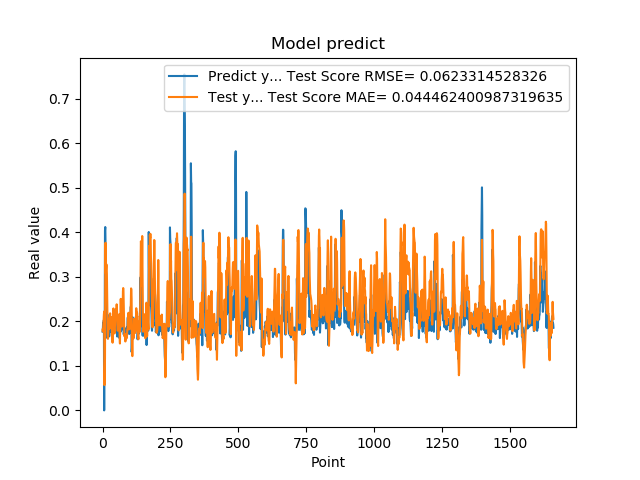 Model predict
Predict y... Test Score RMSE= 0.0623314528326
Test y... Test Score MAE= 0.044462400987319635
Real value
0.7
0.6
0.5
0.4
0.3
0.2
0.1
0.0
0 250 500 750 1000 1250 1500
Point